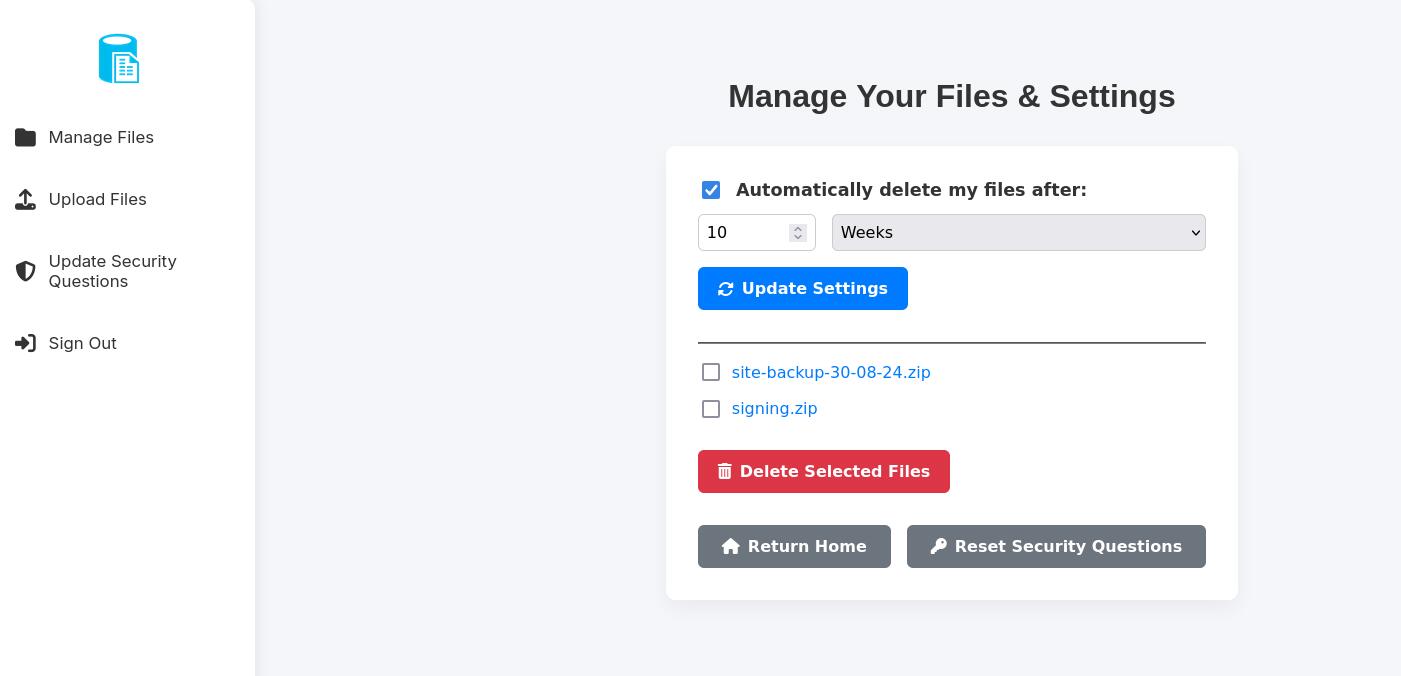 Manage Files
Upload Files
Update Security
Questions
Sign Out
Manage Your Files & Settings
Automatically delete my files after:
10 Weeks
Update Settings
site-backup-30-08-24.zip
signing.zip
Delete Selected Files
Return Home Reset Security Questions